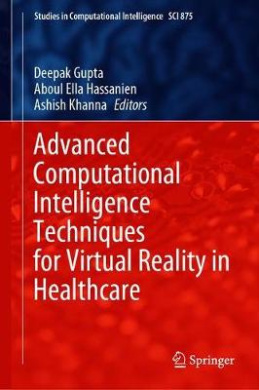 Studies in Computational Intelligence SCI 875
Deepak Gupta
Aboul Ella Hassanien
Ashish Khanna Editors
Advanced
Computational
Intelligence
Techniques
for Virtual Reality in
Healthcare
Springer